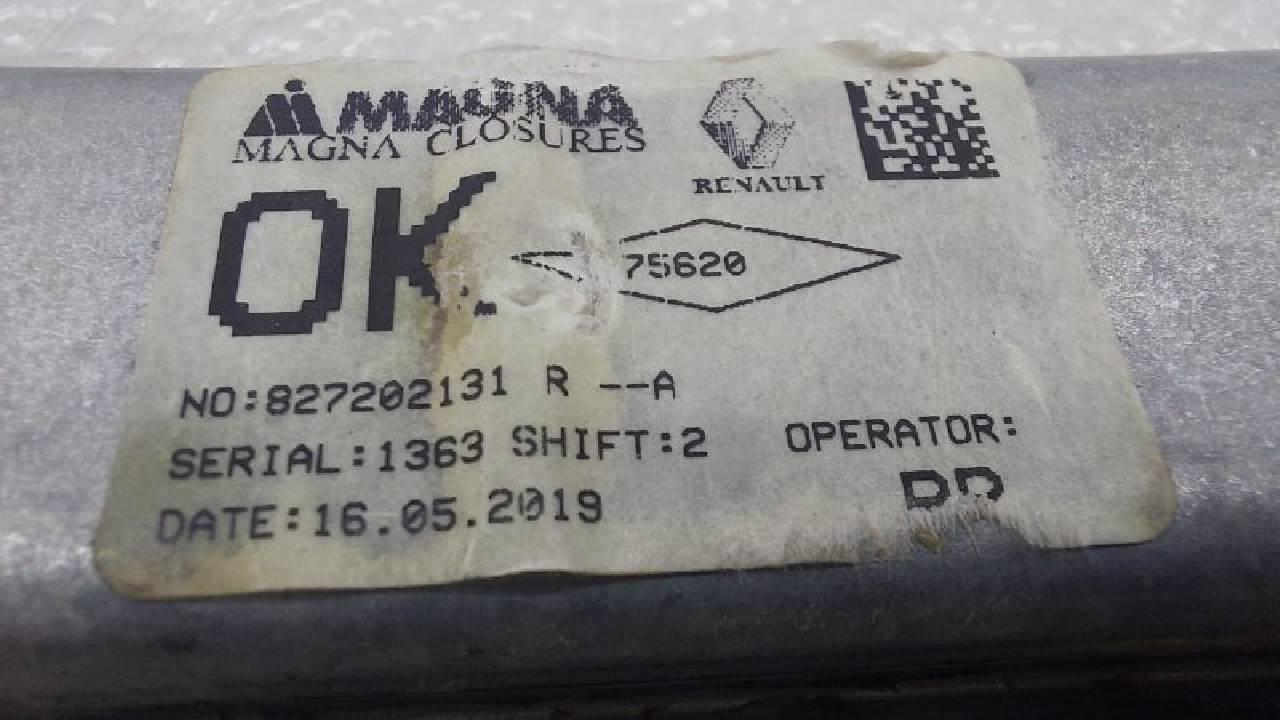 MAGNA
MAGNA CLOSURES
RENAULT
OK
75620
NO:827202131 R --A
SERIAL:1363 SHIFT:2
OPERATOR:
DATE:16.05.2019